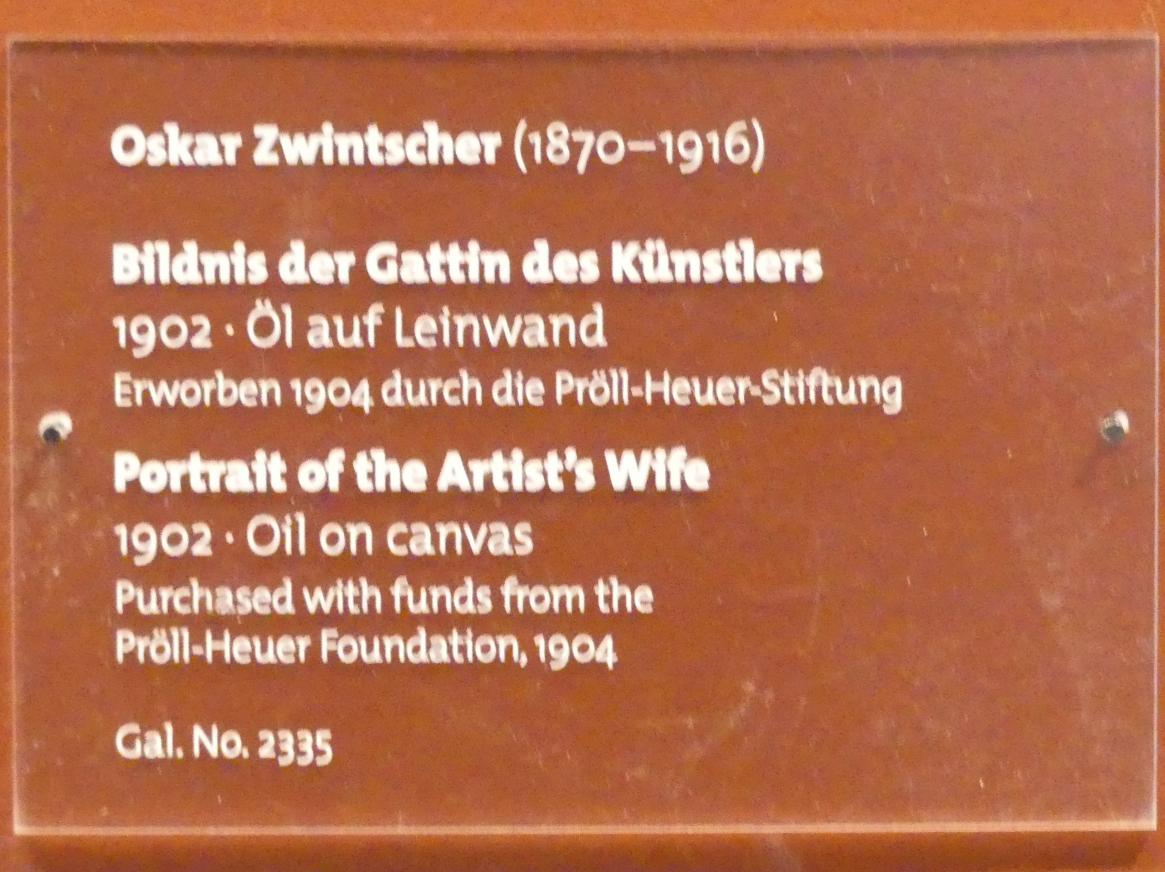 Oskar Zwintscher (1870–1916)
Bildnis der Gattin des Künstlers
1902 · Öl auf Leinwand
Erworben 1904 durch die Pröll-Heuer-Stiftung
Portrait of the Artist's Wife
1902 · Oil on canvas
Purchased with funds from the
Pröll-Heuer Foundation, 1904
Gal. No. 2335